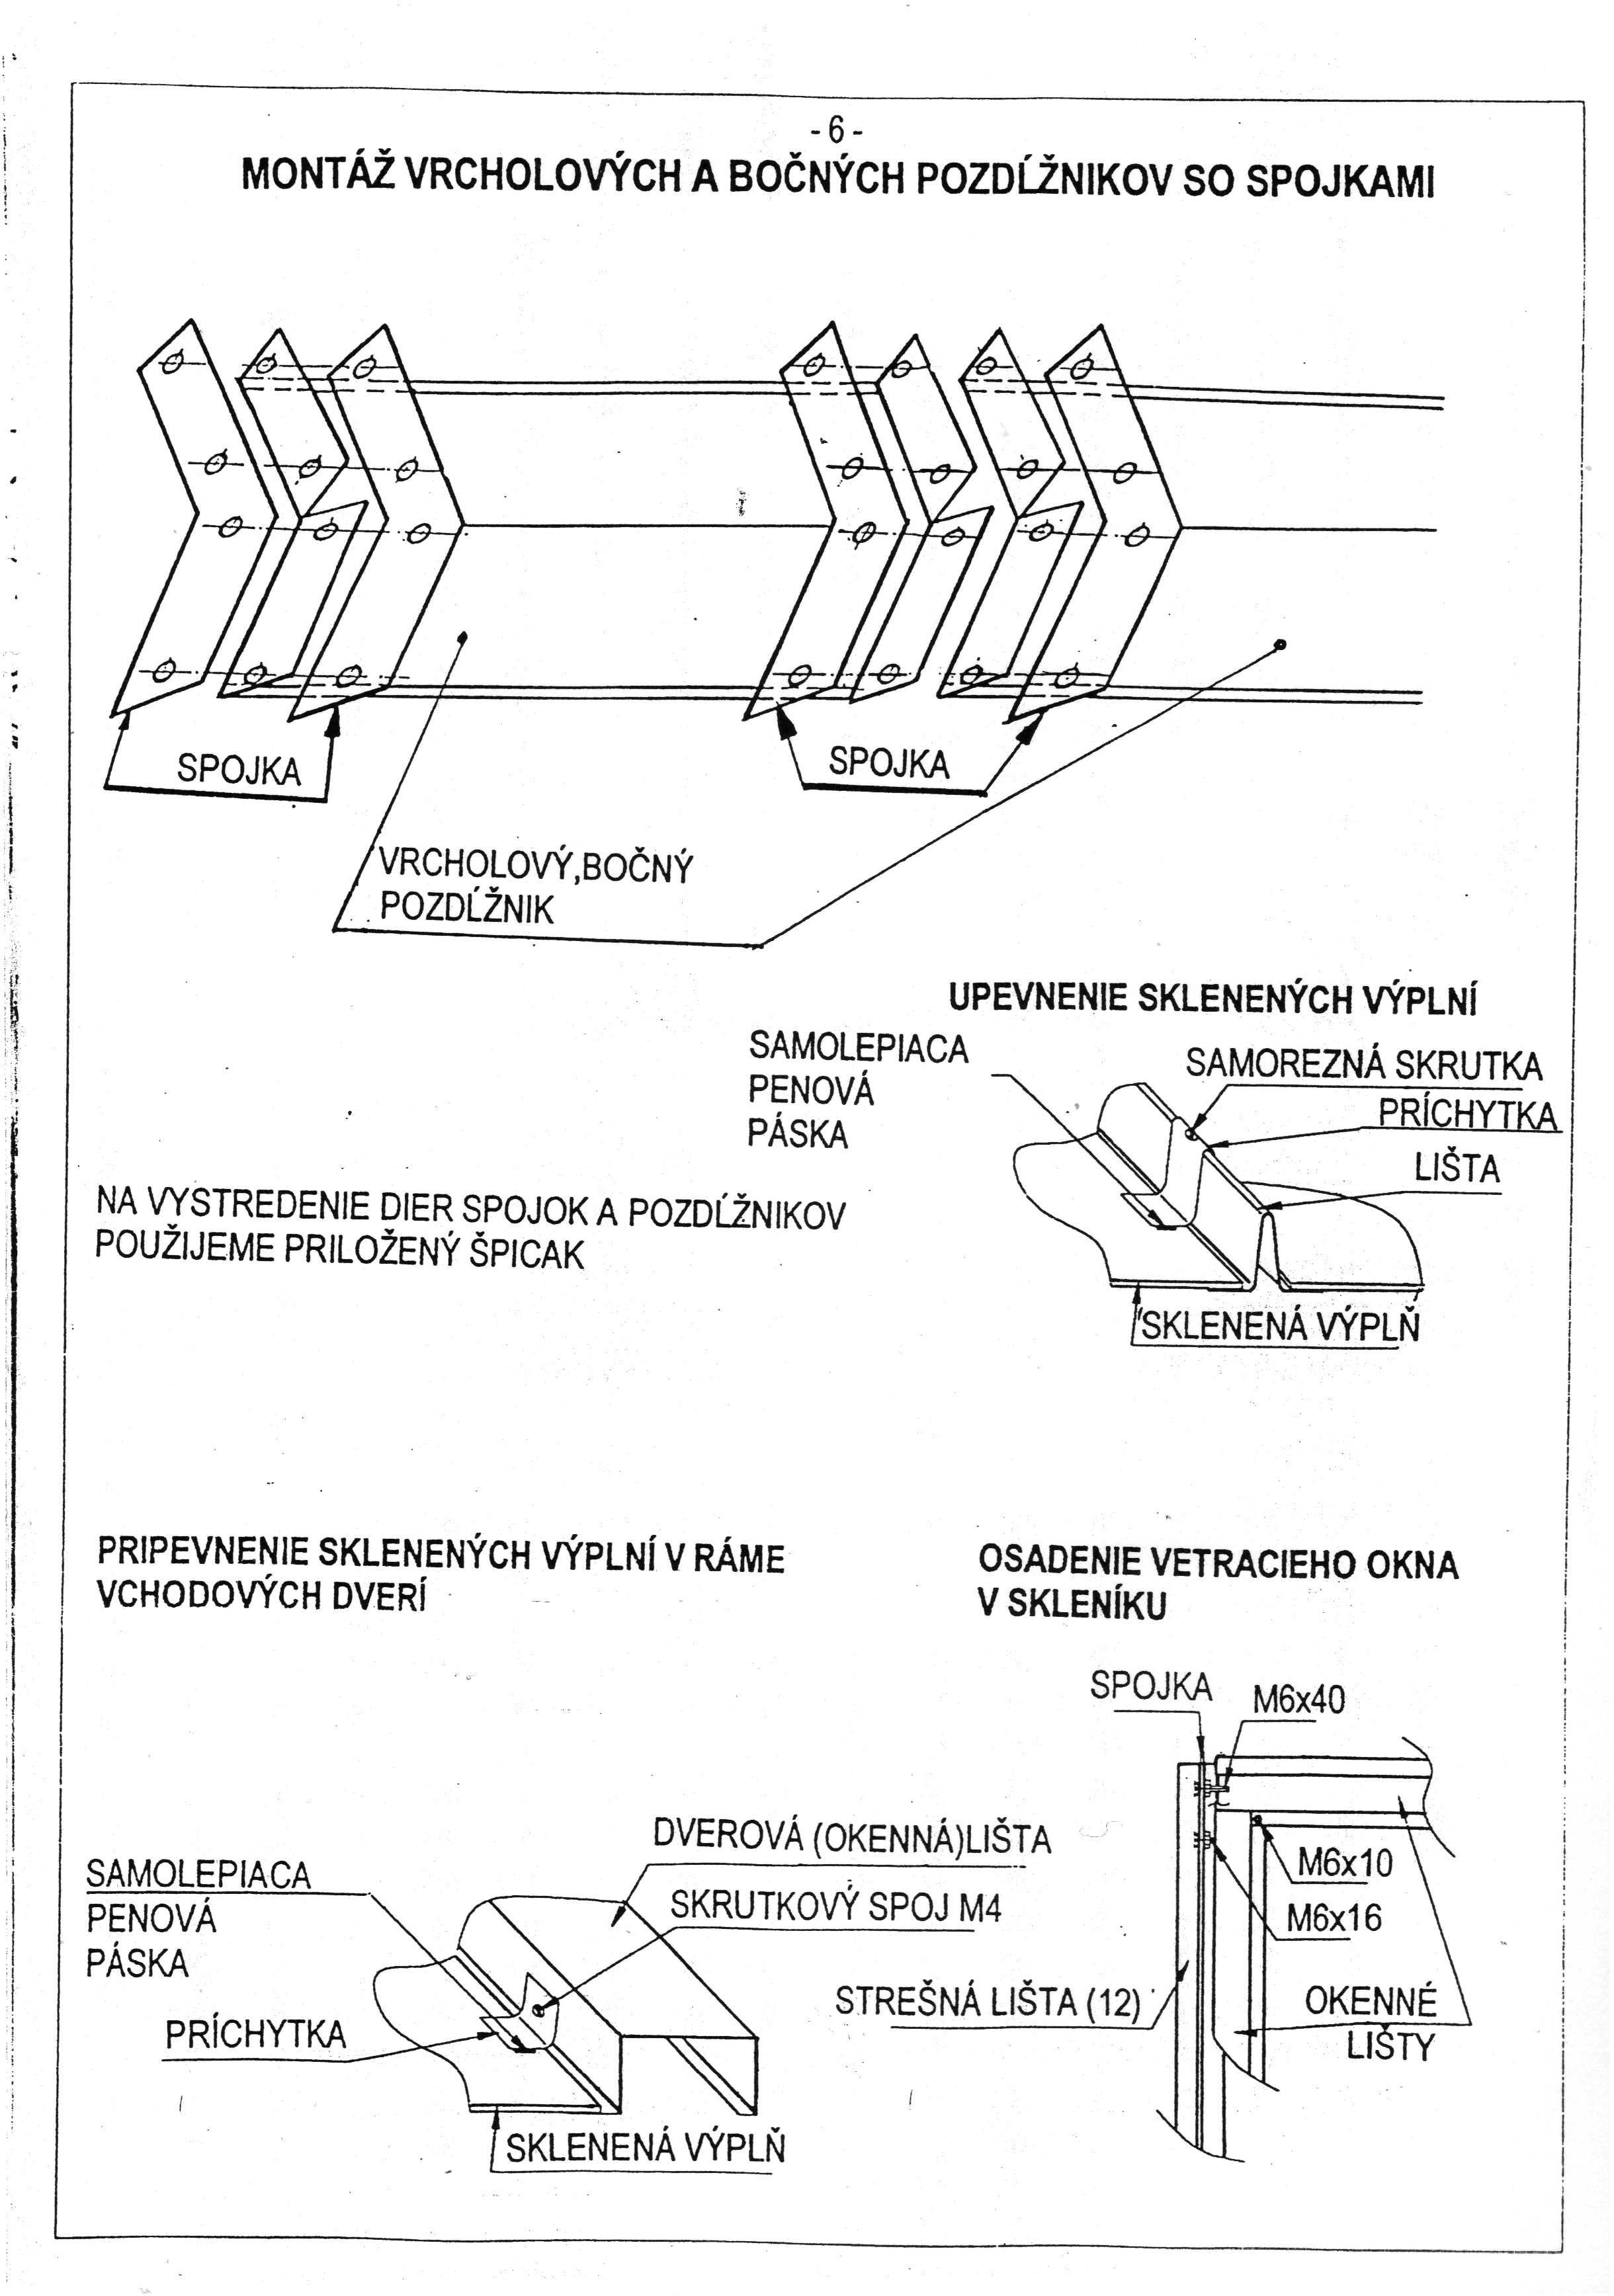 -6-
MONTÁŽ VRCHOLOVÝCH A BOČNÝCH POZDĹŽNIKOV SO SPOJKAMI
SPOJKA
SPOJKA
VRCHOLOVÝ,BOČNÝ
POZDĹŽNIK
UPEVNENIE SKLENENÝCH VÝPLNÍ
SAMOLEPIACA
PENOVÁ
PÁSKA
SAMOREZNÁ SKRUTKA
PRÍCHYTKA
LIŠTA
SKLENENÁ VÝPLŇ
NA VYSTREDENIE DIER SPOJOK A POZDĹŽNIKOV
POUŽIJEME PRILOŽENÝ ŠPICAK
PRIPEVNENIE SKLENENÝCH VÝPLNÍ V RÁME
VCHODOVÝCH DVERÍ
SAMOLEPIACA
PENOVÁ
PÁSKA
PRÍCHYTKA
DVEROVÁ (OKENNÁ)LIŠTA
SKRUTKOVÝ SPOJ M4
SKLENENÁ VÝPLŇ
OSADENIE VETRACIEHO OKNA
V SKLENÍKU
SPOJKA
M6x40
M6x10
M6x16
STREŠNÁ LIŠTA (12)
OKENNÉ
LIŠTY